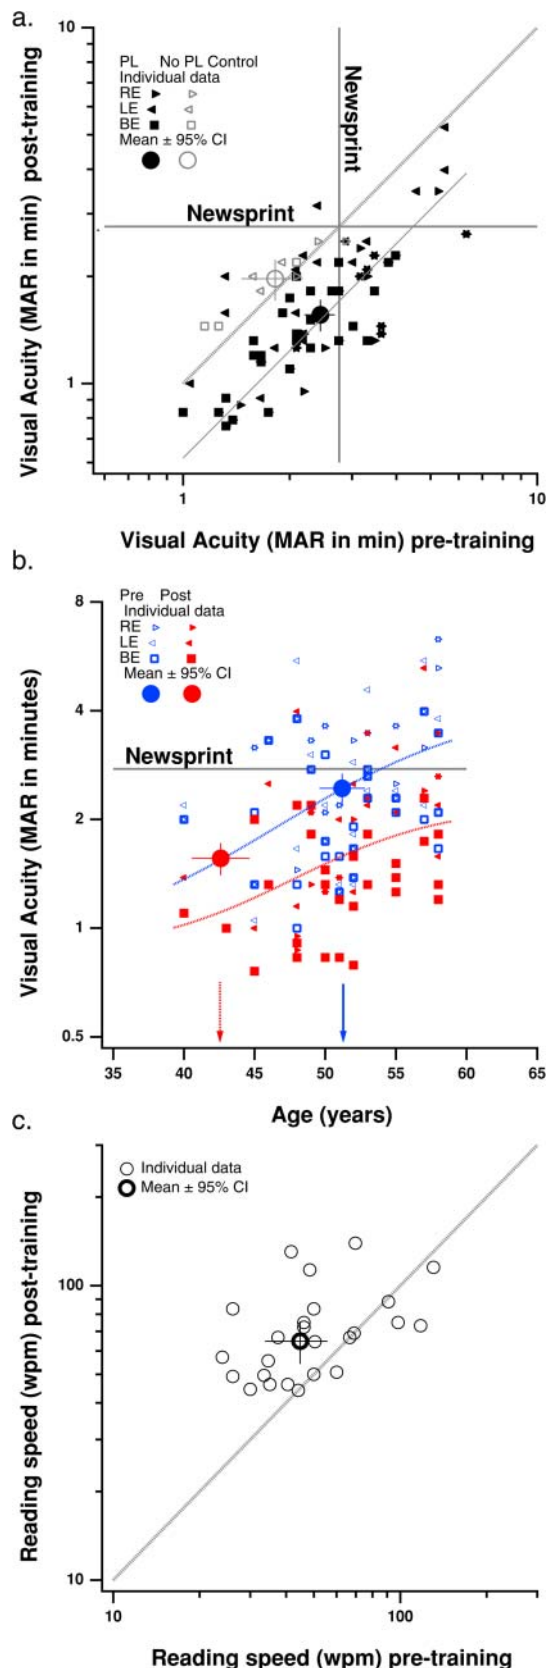 a.
10
PL No PL Control
Individual data
RE
LE
BE
Mean ± 95% CI
Newsprint
Newsprint
1
Visual Acuity (MAR in min) post-training
1 10
Visual Acuity (MAR in min) pre-training
b.
8
Pre Post
Individual data
RE
LE
BE
Mean ± 95% CI
4
Newsprint
2
1
0.5
Visual Acuity (MAR in minutes)
35 40 45 50 55 60 65
Age (years)
c.
Individual data
Mean ± 95% CI
100
10
Reading speed (wpm) post-training
10 100
Reading speed (wpm) pre-training